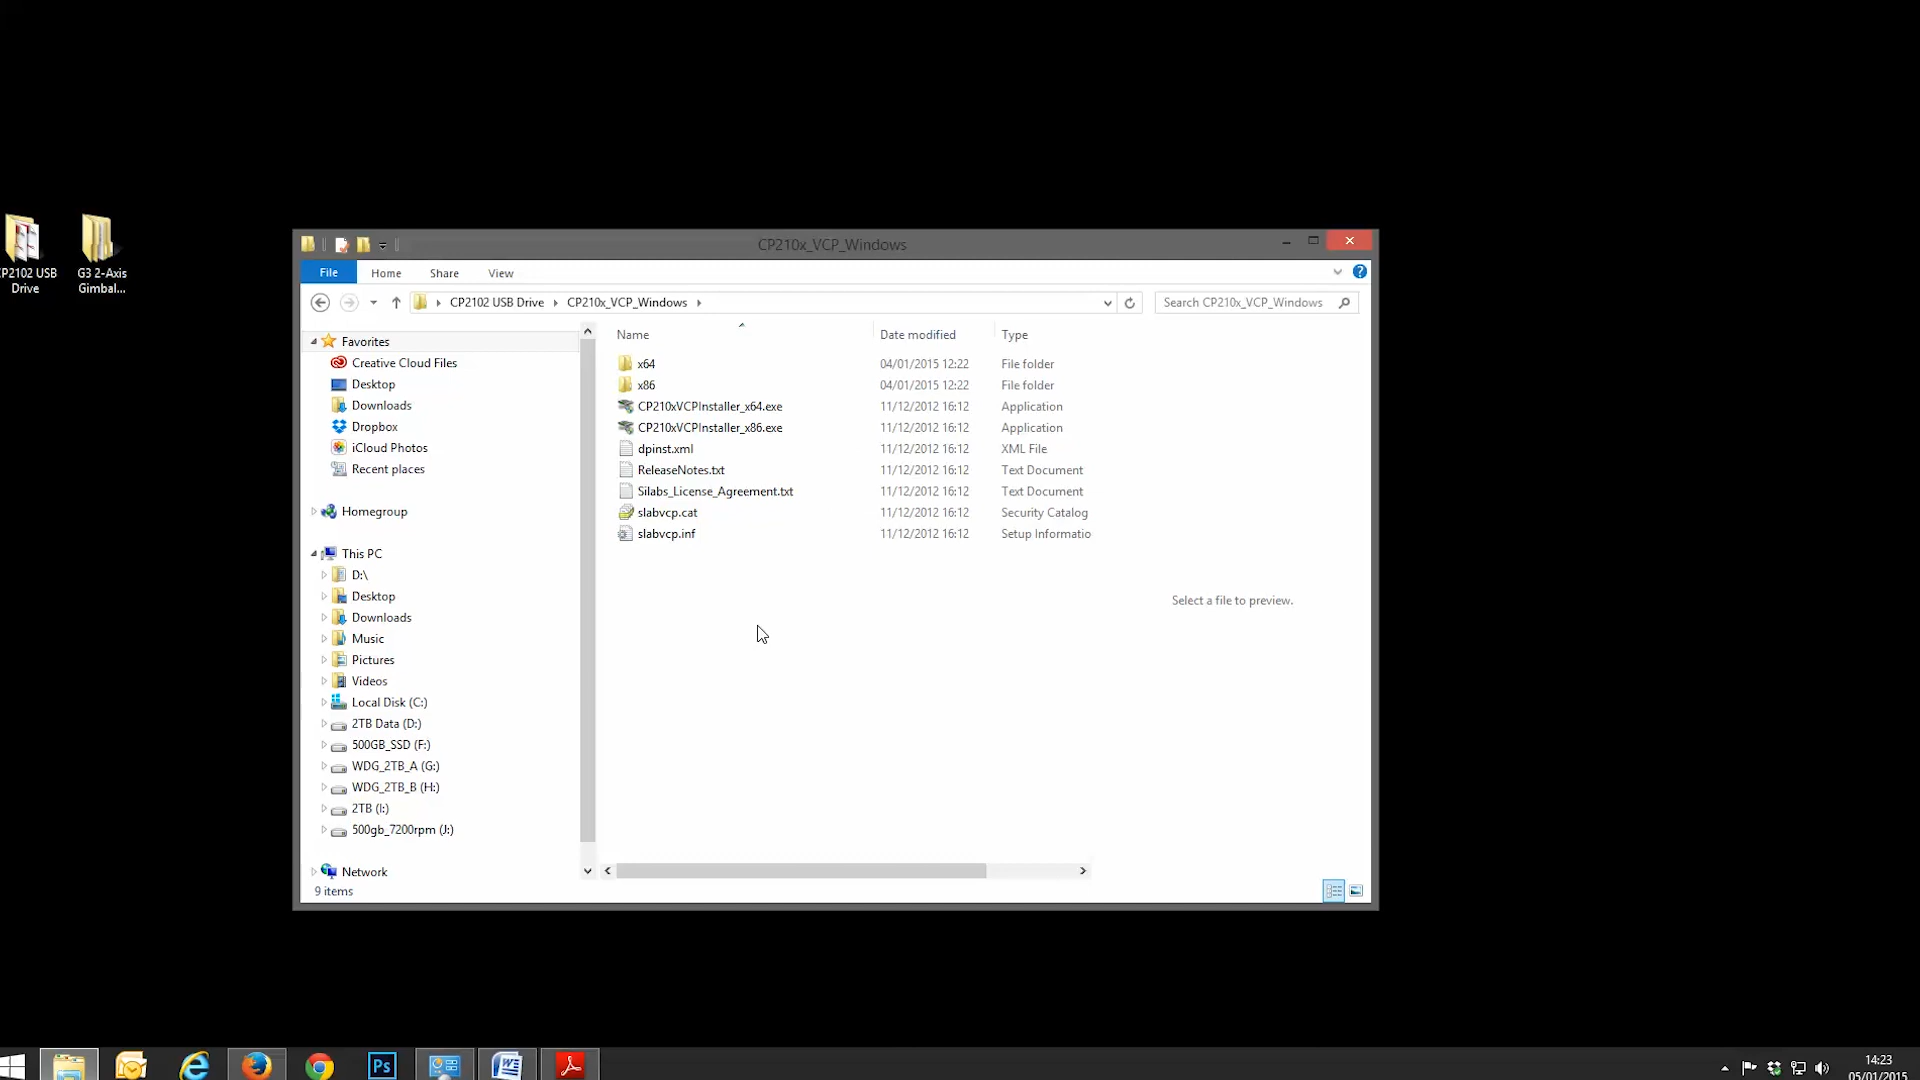 CP210x_VCP_Windows
File Home Share View
CP2102 USB Drive CP210x_VCP_Windows
Search CP210x_VCP_Windows
CP2102 USB
Drive
G3 2-Axis
Gimbal...
Favorites
Creative Cloud Files
Desktop
Downloads
Dropbox
iCloud Photos
Recent places
Homegroup
This PC
D:\
Desktop
Downloads
Music
Pictures
Videos
Local Disk (C:)
2TB Data (D:)
500GB_SSD (F:)
WDG_2TB_A (G:)
WDG_2TB_B (H:)
2TB (I:)
500gb_7200rpm (J:)
Network
Name Date modified Type
x64 04/01/2015 12:22 File folder
x86 04/01/2015 12:22 File folder
CP210xVCPInstaller_x64.exe 11/12/2012 16:12 Application
CP210xVCPInstaller_x86.exe 11/12/2012 16:12 Application
dpinst.xml 11/12/2012 16:12 XML File
ReleaseNotes.txt 11/12/2012 16:12 Text Document
Silabs_License_Agreement.txt 11/12/2012 16:12 Text Document
slabvcp.cat 11/12/2012 16:12 Security Catalog
slabvcp.inf 11/12/2012 16:12 Setup Informatio
Select a file to preview.
9 items
Ps
14:23
05/01/2015